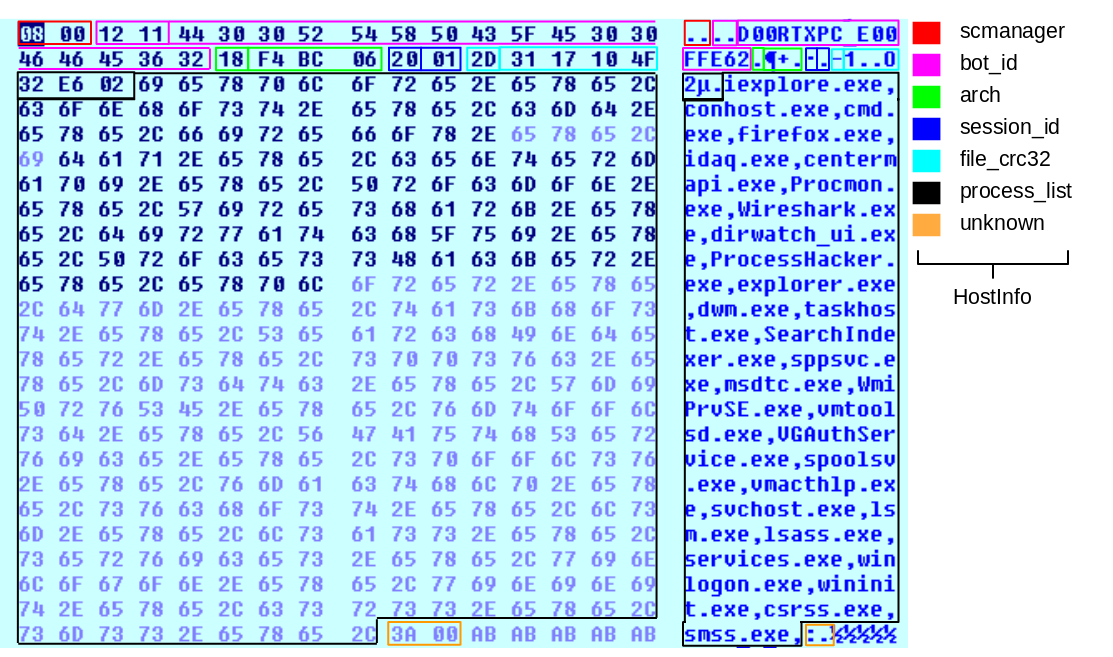 08 00 12 11 44 30 30 52 54 58 50 43 5F 45 30 30 ....D00RTXPC_E00
46 46 45 36 32 18 F4 BC 06 20 01 2D 31 17 10 4F FFE62.¶+. .-1..O
32 E6 02 69 65 78 70 6C 6F 72 65 2E 65 78 65 2C 2µ.iexplore.exe,
63 6F 6E 68 6F 73 74 2E 65 78 65 2C 63 6D 64 2E conhost.exe,cmd.
65 78 65 2C 66 69 72 65 66 6F 78 2E 65 78 65 2C exe,firefox.exe,
69 64 61 71 2E 65 78 65 2C 63 65 6E 74 65 72 6D idaq.exe,centerm
61 70 69 2E 65 78 65 2C 50 72 6F 63 6D 6F 6E 2E api.exe,Procmon.
65 78 65 2C 57 69 72 65 73 68 61 72 6B 2E 65 78 exe,Wireshark.ex
65 2C 64 69 72 77 61 74 63 68 5F 75 69 2E 65 78 e,dirwatch_ui.ex
65 2C 50 72 6F 63 65 73 73 48 61 63 6B 65 72 2E e,ProcessHacker.
65 78 65 2C 65 78 70 6C 6F 72 65 72 2E 65 78 65 exe,explorer.exe
2C 64 77 6D 2E 65 78 65 2C 74 61 73 6B 68 6F 73 ,dwm.exe,taskhos
74 2E 65 78 65 2C 53 65 61 72 63 68 49 6E 64 65 t.exe,SearchInde
78 65 72 2E 65 78 65 2C 73 70 70 73 76 63 2E 65 xer.exe,sppsvc.e
78 65 2C 6D 73 64 74 63 2E 65 78 65 2C 57 6D 69 xe,msdtc.exe,Wmi
50 72 76 53 45 2E 65 78 65 2C 76 6D 74 6F 6F 6C PrvSE.exe,vmtool
73 64 2E 65 78 65 2C 56 47 41 75 74 68 53 65 72 sd.exe,VGAuthSer
76 69 63 65 2E 65 78 65 2C 73 70 6F 6F 6C 73 76 vice.exe,spoolsv
2E 65 78 65 2C 76 6D 61 63 74 68 6C 70 2E 65 78 .exe,vmacthlp.ex
65 2C 73 76 63 68 6F 73 74 2E 65 78 65 2C 6C 73 e,svchost.exe,ls
6D 2E 65 78 65 2C 6C 73 61 73 73 2E 65 78 65 2C m.exe,lsass.exe,
73 65 72 76 69 63 65 73 2E 65 78 65 2C 77 69 6E services.exe,win
6C 6F 67 6F 6E 2E 65 78 65 2C 77 69 6E 69 6E 69 logon.exe,winini
74 2E 65 78 65 2C 63 73 72 73 73 2E 65 78 65 2C t.exe,csrss.exe,
73 6D 73 73 2E 65 78 65 2C 3A 00 AB AB AB AB AB smss.exe,:.½½½½½
scmanager
bot_id
arch
session_id
file_crc32
process_list
unknown
HostInfo